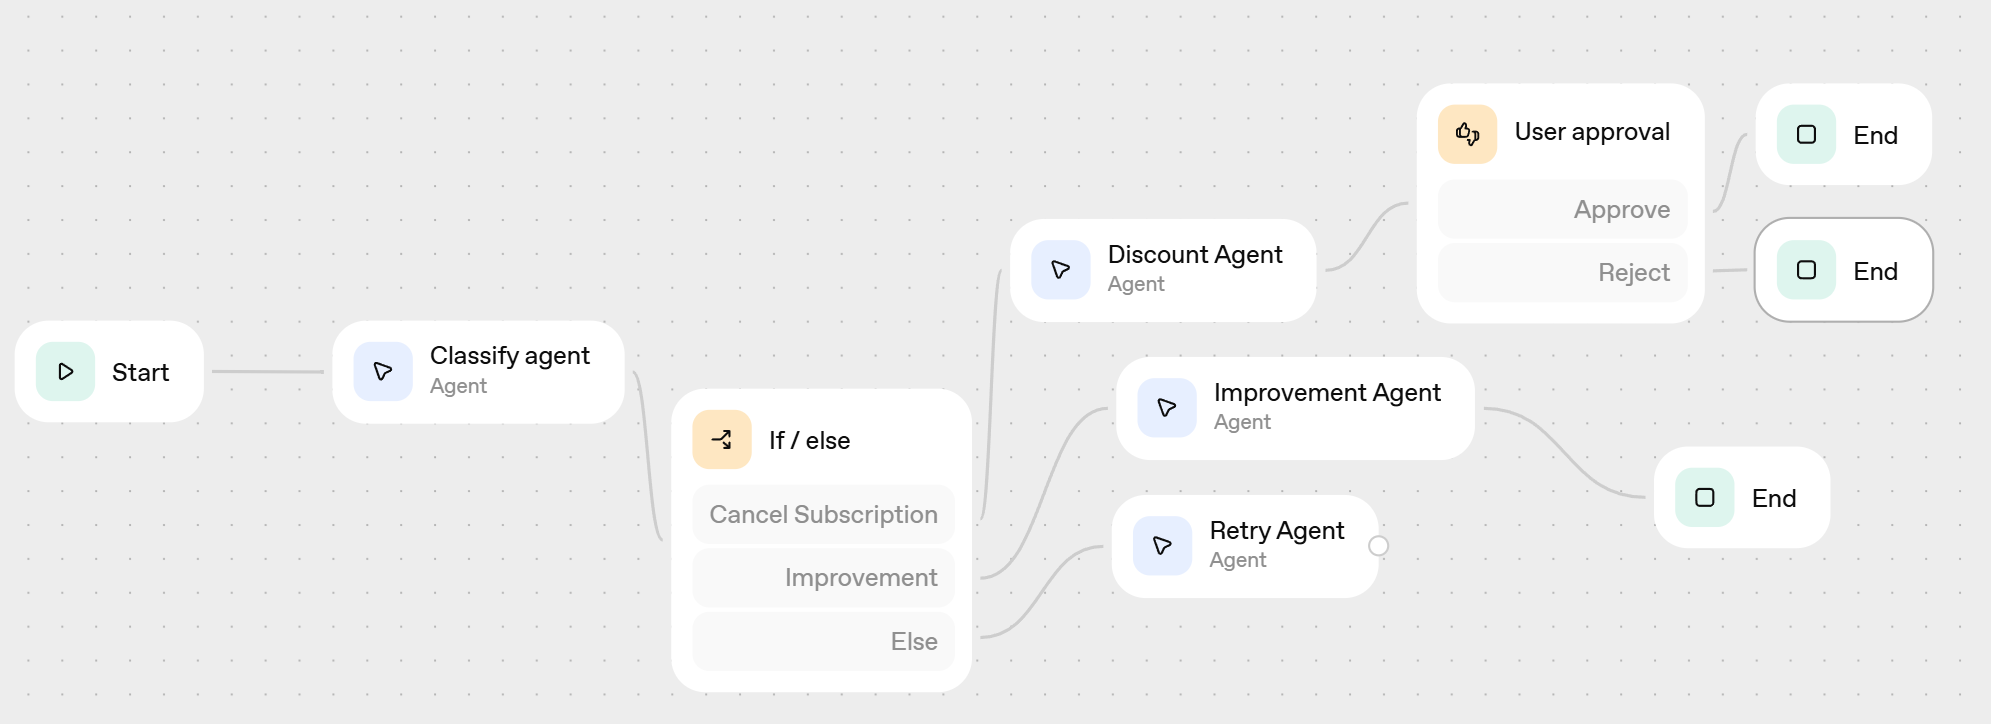 Start
Classify agent
Agent
If / else
Cancel Subscription
Improvement
Else
Discount Agent
Agent
Improvement Agent
Agent
Retry Agent
Agent
User approval
Approve
Reject
End
End
End